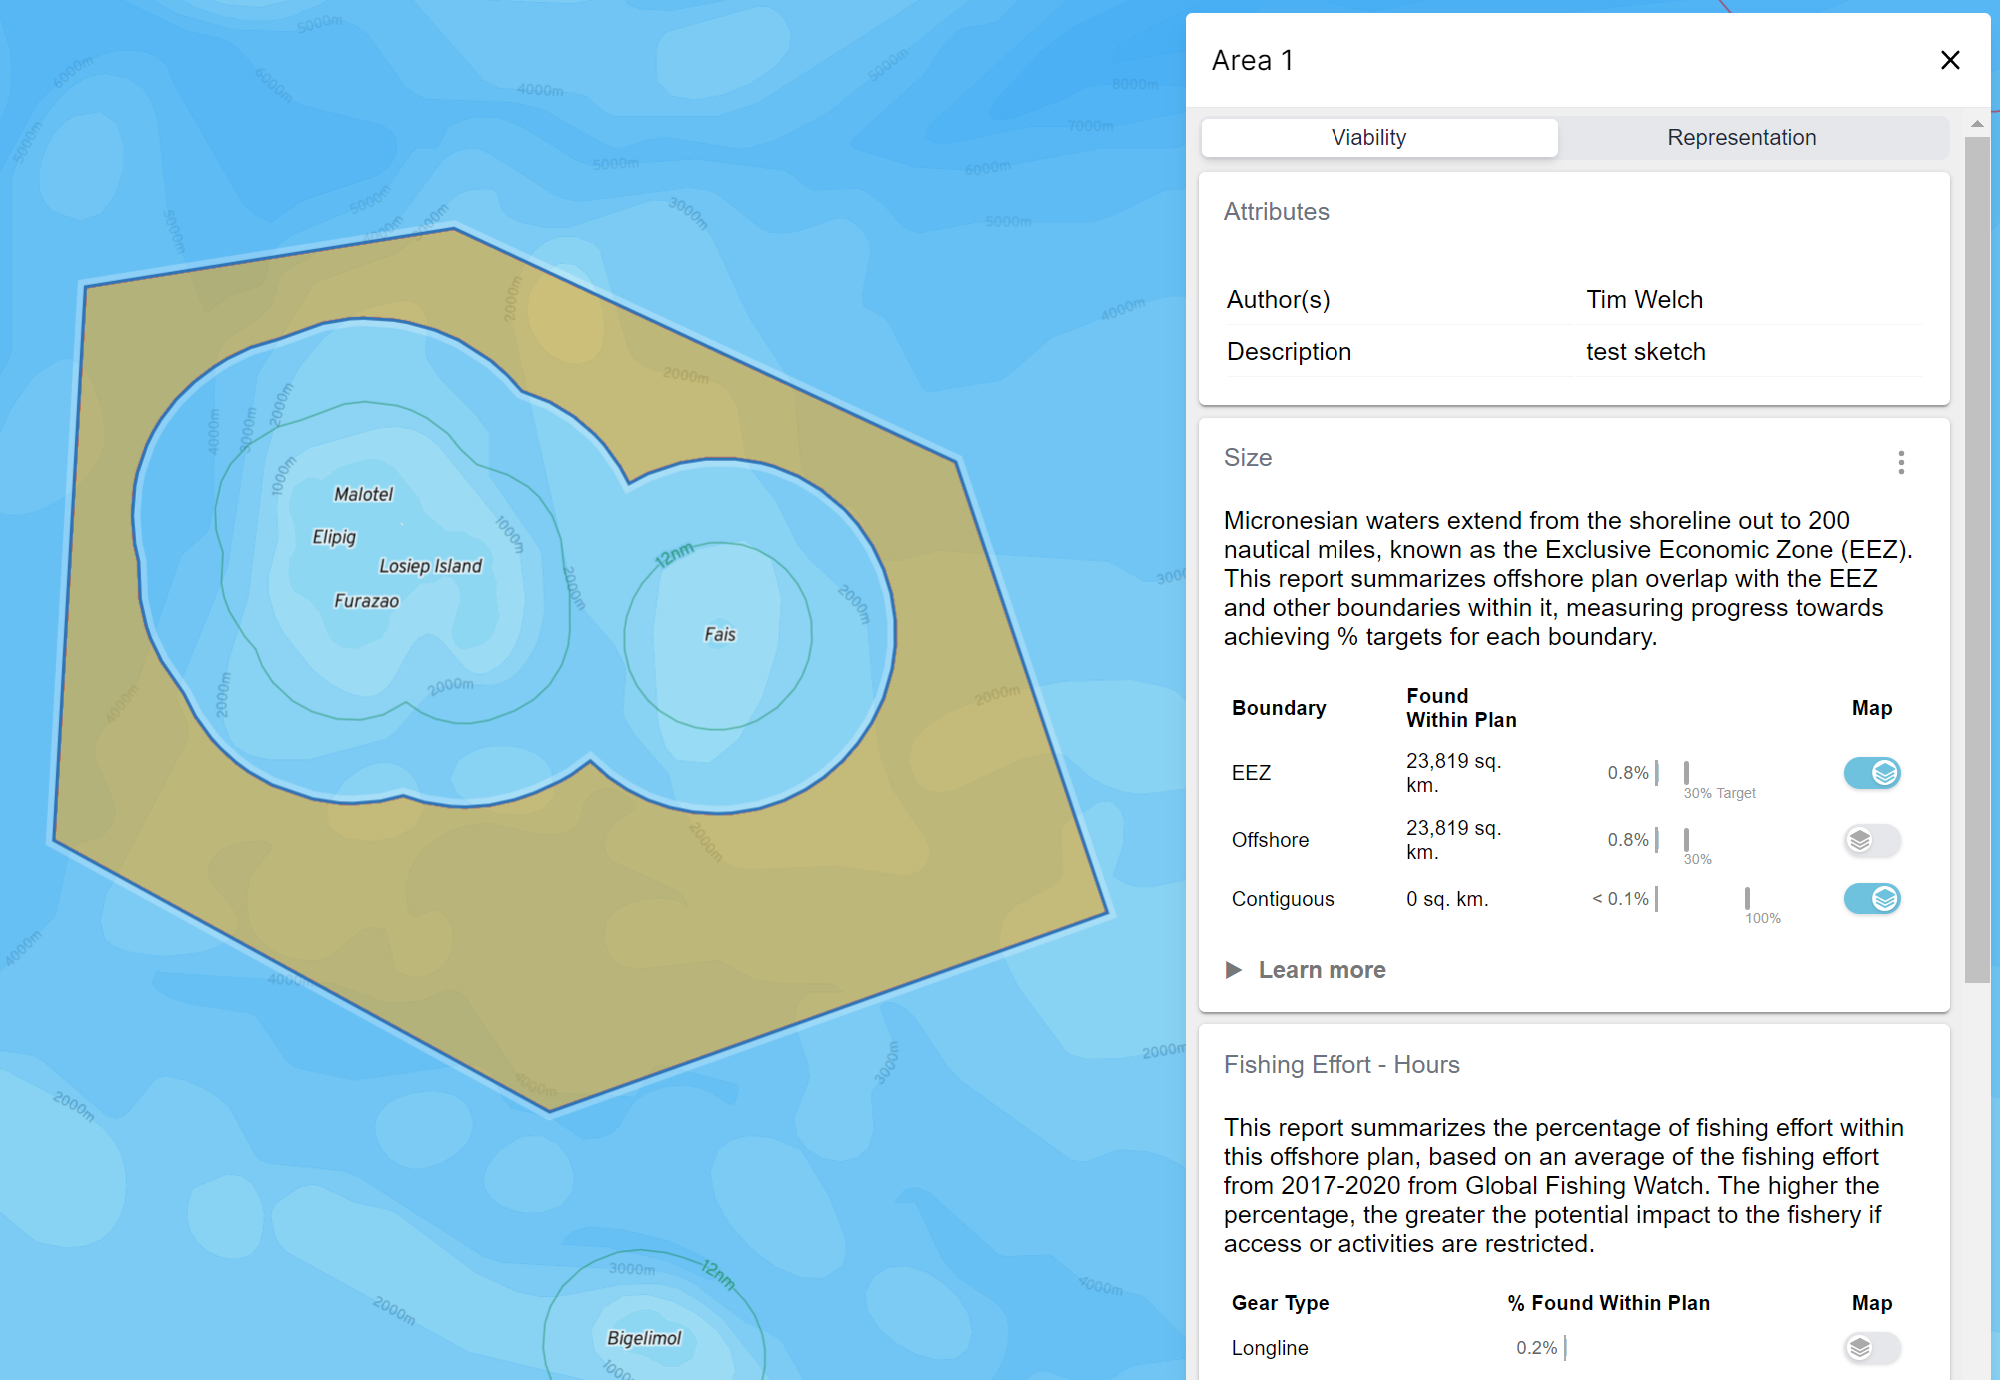 5000m
6000m
6000m
4000m
5000m
8000m
5000m
7000m
5000m
6000m
5000m
3000m
5000m
5000m
4000m
2000m
4000m
2000m
2000m
3000m
4000m
1000m
Malotel
Elipig
1000m
Losiep Island
Furazao
2000m
12nm
Fais
2000m
2000m
2000m
4000m
2000m
2000m
4000m
4000m
3000m
2000m
4000m
2000m
3000m
12nm
4000m
2000m
Bigelimol
Area 1
Viability
Representation
Attributes
Author(s) Tim Welch
Description test sketch
Size
Micronesian waters extend from the shoreline out to 200
nautical miles, known as the Exclusive Economic Zone (EEZ).
This report summarizes offshore plan overlap with the EEZ
and other boundaries within it, measuring progress towards
achieving % targets for each boundary.
Boundary Found Within Plan Map
EEZ 23,819 sq. km. 0.8% 30% Target
Offshore 23,819 sq. km. 0.8% 30%
Contiguous 0 sq. km. < 0.1% 100%
Learn more
Fishing Effort - Hours
This report summarizes the percentage of fishing effort within
this offshore plan, based on an average of the fishing effort
from 2017-2020 from Global Fishing Watch. The higher the
percentage, the greater the potential impact to the fishery if
access or activities are restricted.
Gear Type % Found Within Plan Map
Longline 0.2%